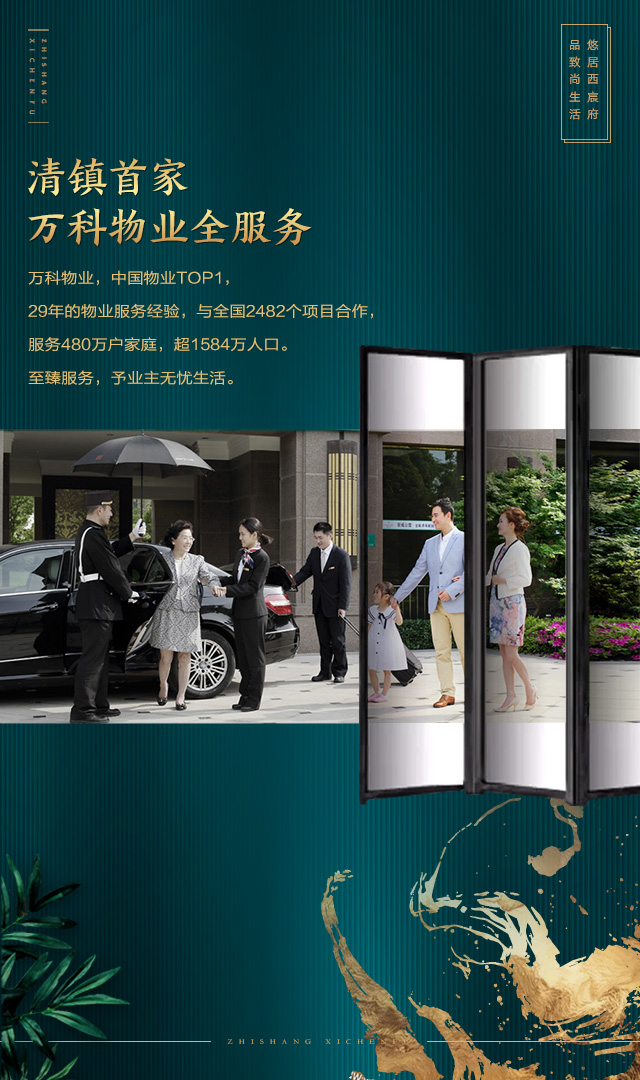 ZHISHANG
XICHENFU
悠居西宸府
品致尚生活
清镇首家
万科物业全服务
万科物业，中国物业TOP1，
29年的物业服务经验，与全国2482个项目合作，
服务480万户家庭，超1584万人口。
至臻服务，予业主无忧生活。
ZHISHANG XICHE